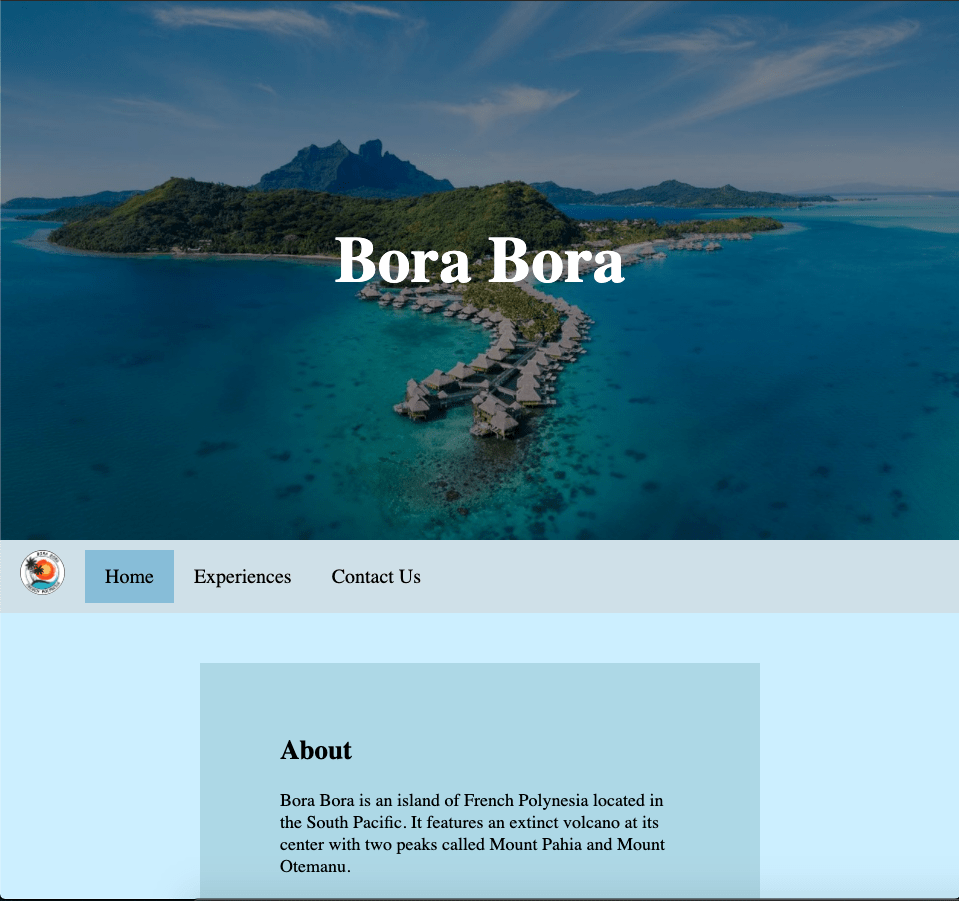 Bora Bora
Home Experiences Contact Us
About
Bora Bora is an island of French Polynesia located in
the South Pacific. It features an extinct volcano at its
center with two peaks called Mount Pahia and Mount
Otemanu.